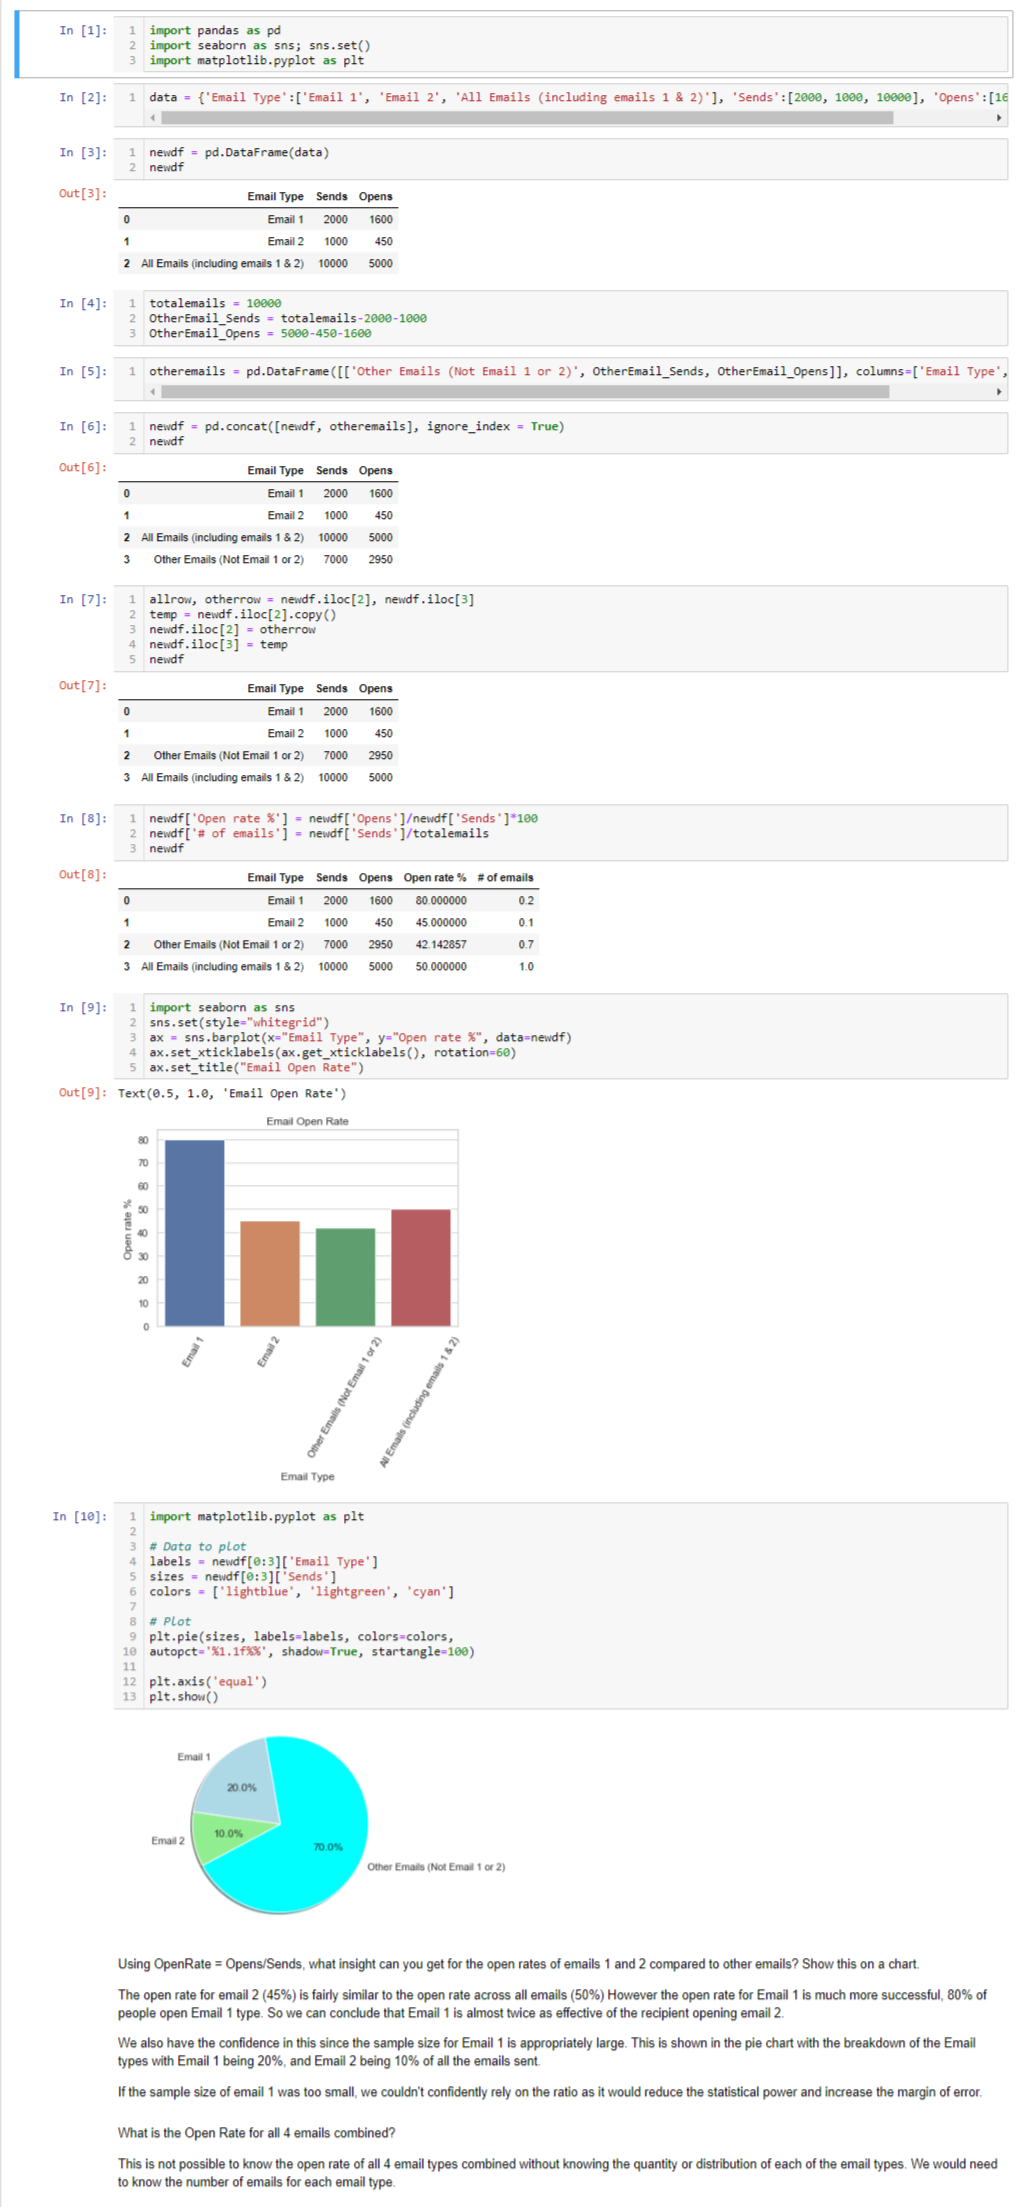 In [1]:
1 import pandas as pd
2 import seaborn as sns; sns.set()
3 import matplotlib.pyplot as plt
In [2]:
1 data = {'Email Type':['Email 1', 'Email 2', 'All Emails (including emails 1 & 2)'], 'Sends':[2000, 1000, 10000], 'Opens':[16
In [3]:
1 newdf = pd.DataFrame(data)
2 newdf
Out[3]:
Email Type Sends Opens
0 Email 1 2000 1600
1 Email 2 1000 450
2 All Emails (including emails 1 & 2) 10000 5000
In [4]:
1 totalemails = 10000
2 OtherEmail_Sends = totalemails-2000-1000
3 OtherEmail_Opens = 5000-450-1600
In [5]:
1 otheremails = pd.DataFrame([['Other Emails (Not Email 1 or 2)', OtherEmail_Sends, OtherEmail_Opens]], columns=['Email Type',
In [6]:
1 newdf = pd.concat([newdf, otheremails], ignore_index = True)
2 newdf
Out[6]:
Email Type Sends Opens
0 Email 1 2000 1600
1 Email 2 1000 450
2 All Emails (including emails 1 & 2) 10000 5000
3 Other Emails (Not Email 1 or 2) 7000 2950
In [7]:
1 allrow, otherrow = newdf.iloc[2], newdf.iloc[3]
2 temp = newdf.iloc[2].copy()
3 newdf.iloc[2] = otherrow
4 newdf.iloc[3] = temp
5 newdf
Out[7]:
Email Type Sends Opens
0 Email 1 2000 1600
1 Email 2 1000 450
2 Other Emails (Not Email 1 or 2) 7000 2950
3 All Emails (including emails 1 & 2) 10000 5000
In [8]:
1 newdf['Open rate %'] = newdf['Opens']/newdf['Sends']*100
2 newdf['# of emails'] = newdf['Sends']/totalemails
3 newdf
Out[8]:
Email Type Sends Opens Open rate % # of emails
0 Email 1 2000 1600 80.000000 0.2
1 Email 2 1000 450 45.000000 0.1
2 Other Emails (Not Email 1 or 2) 7000 2950 42.142857 0.7
3 All Emails (including emails 1 & 2) 10000 5000 50.000000 1.0
In [9]:
1 import seaborn as sns
2 sns.set(style="whitegrid")
3 ax = sns.barplot(x="Email Type", y="Open rate %", data=newdf)
4 ax.set_xticklabels(ax.get_xticklabels(), rotation=60)
5 ax.set_title("Email Open Rate")
Out[9]: Text(0.5, 1.0, 'Email Open Rate')
Email Open Rate
80
70
60
50
40
30
20
10
0
Open rate %
Email 1
Email 2
Other Emails (Not Email 1 or 2)
All Emails (including emails 1 & 2)
Email Type
In [10]:
1 import matplotlib.pyplot as plt
2
3 # Data to plot
4 labels = newdf[0:3]['Email Type']
5 sizes = newdf[0:3]['Sends']
6 colors = ['lightblue', 'lightgreen', 'cyan']
7
8 # Plot
9 plt.pie(sizes, labels=labels, colors=colors,
10 autopct='%1.1f%%', shadow=True, startangle=100)
11
12 plt.axis('equal')
13 plt.show()
Email 1
20.0%
Email 2
10.0%
70.0%
Other Emails (Not Email 1 or 2)
Using OpenRate = Opens/Sends, what insight can you get for the open rates of emails 1 and 2 compared to other emails? Show this on a chart.
The open rate for email 2 (45%) is fairly similar to the open rate across all emails (50%) However the open rate for Email 1 is much more successful, 80% of
people open Email 1 type. So we can conclude that Email 1 is almost twice as effective of the recipient opening email 2.
We also have the confidence in this since the sample size for Email 1 is appropriately large. This is shown in the pie chart with the breakdown of the Email
types with Email 1 being 20%, and Email 2 being 10% of all the emails sent.
If the sample size of email 1 was too small, we couldn't confidently rely on the ratio as it would reduce the statistical power and increase the margin of error.
What is the Open Rate for all 4 emails combined?
This is not possible to know the open rate of all 4 email types combined without knowing the quantity or distribution of each of the email types. We would need
to know the number of emails for each email type.